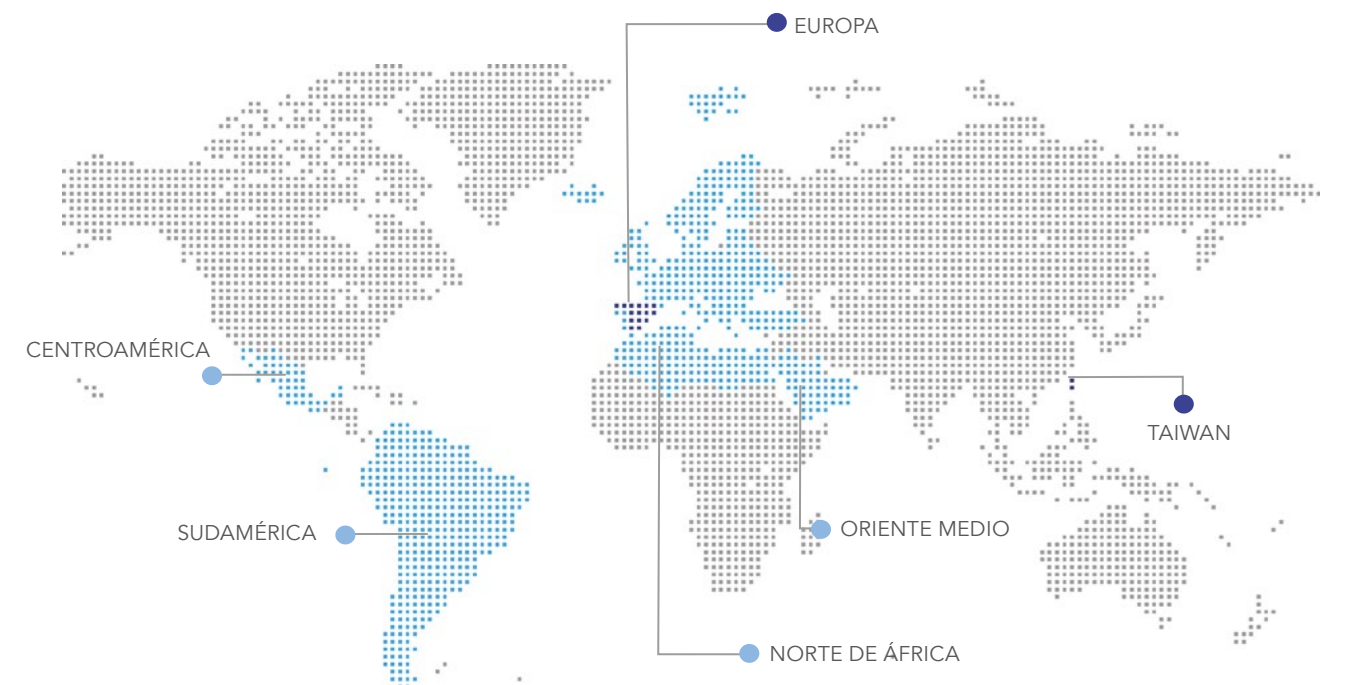 EUROPA
CENTROAMÉRICA
TAIWAN
SUDAMÉRICA
ORIENTE MEDIO
NORTE DE ÁFRICA